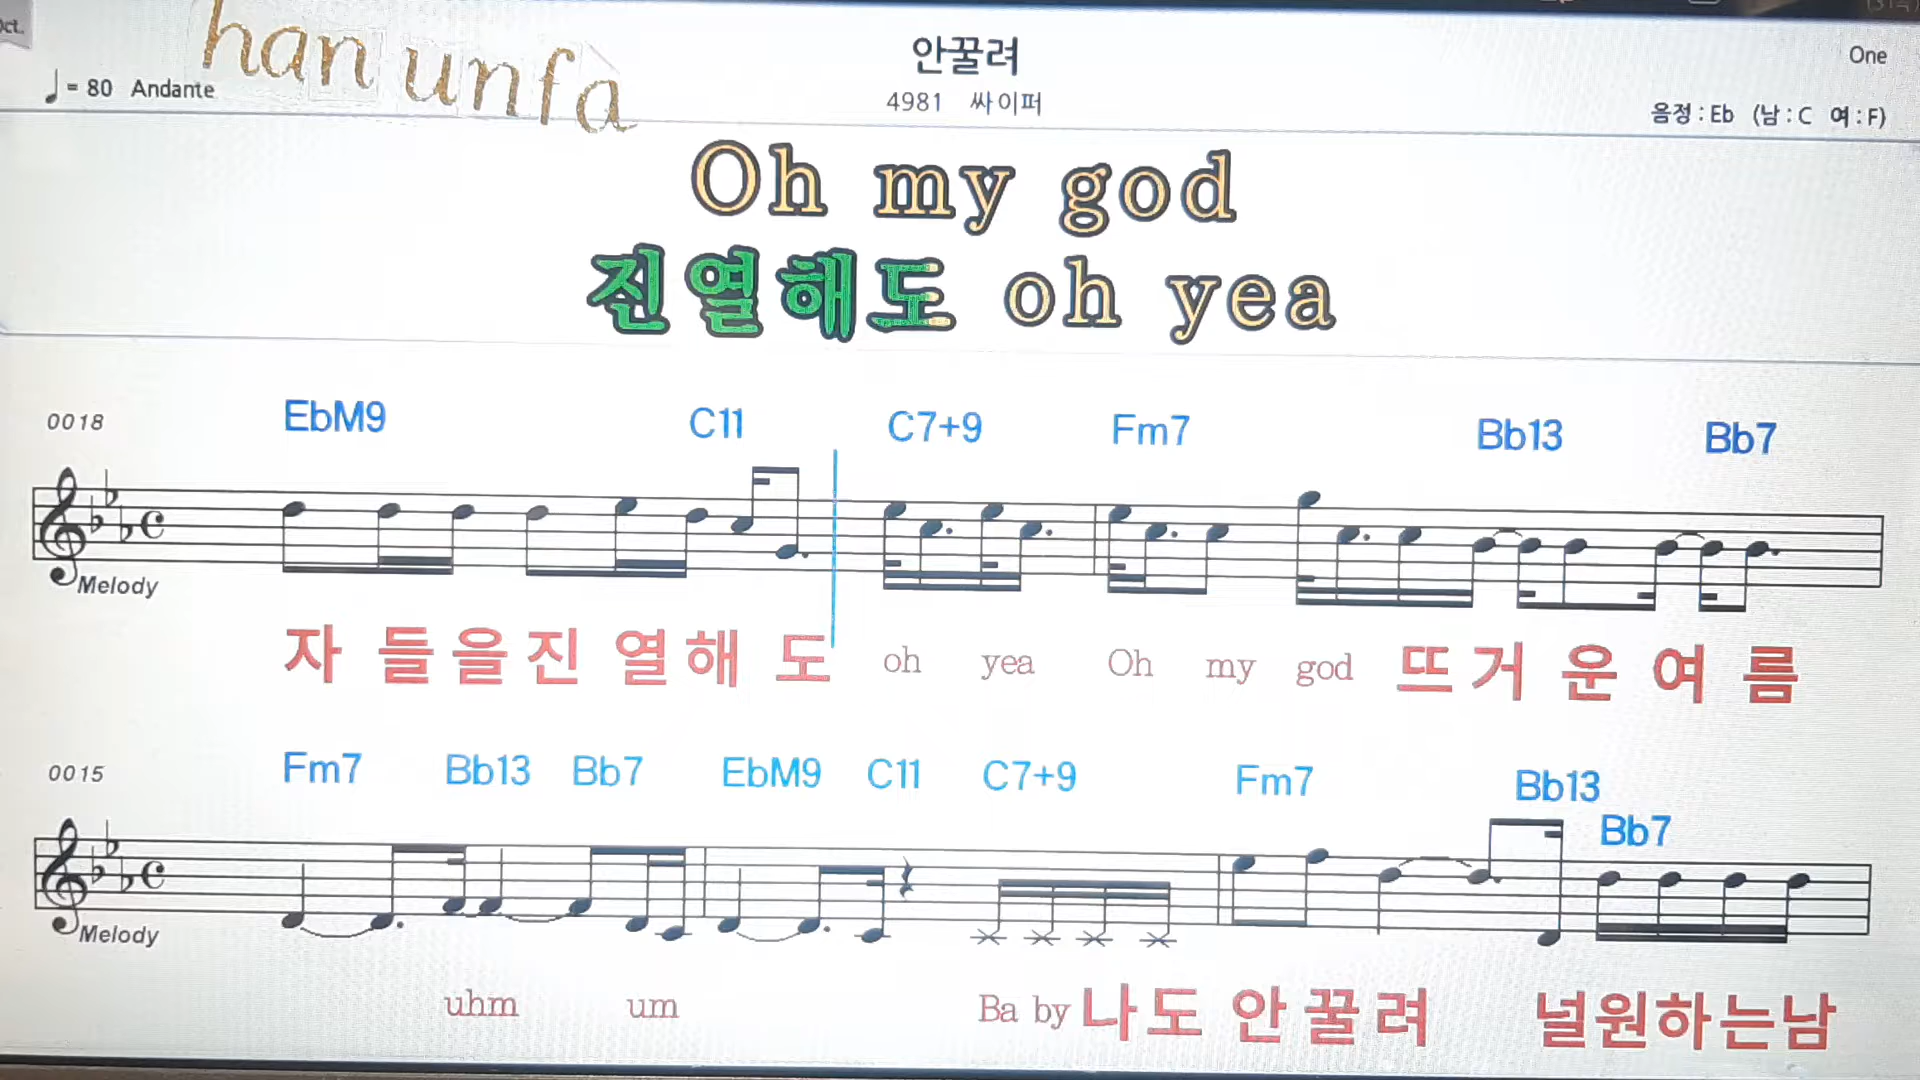 Oct.
han unfa
♩= 80 Andante
안꿀려
4981 싸이퍼
One
음정 : Eb (남 : C 여 : F)
Oh my god
진열해도 oh yea
0018 EbM9 C11 C7+9 Fm7 Bb13 Bb7
Melody
자 들 을 진 열 해 도 oh yea Oh my god 뜨 거 운 여 름
0015 Fm7 Bb13 Bb7 EbM9 C11 C7+9 Fm7 Bb13 Bb7
Melody
uhm um Ba by 나 도 안 꿀 려 널 원 하 는 남